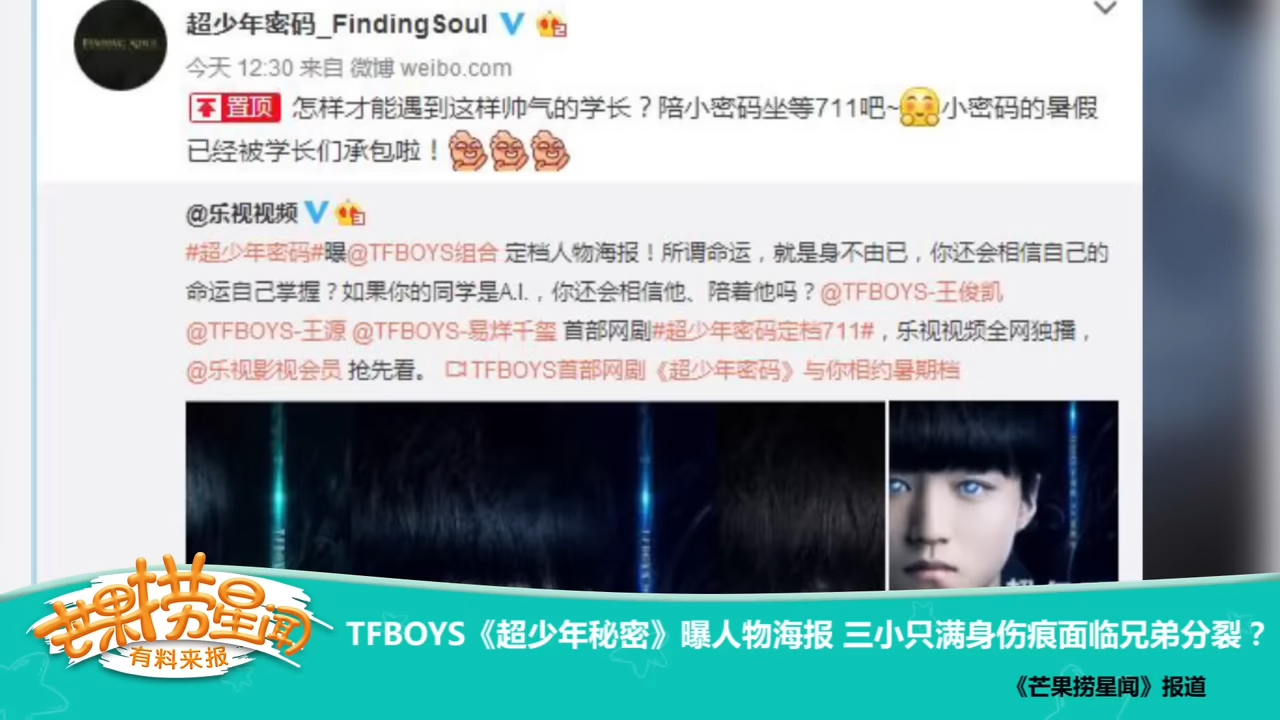 超少年密码_FindingSoul
今天 12:30 来自 微博 weibo.com
置顶 怎样才能遇到这样帅气的学长？陪小密码坐等711吧~小密码的暑假
已经被学长们承包啦！
@乐视视频
#超少年密码#曝@TFBOYS组合 定档人物海报！所谓命运，就是身不由已，你还会相信自己的
命运自己掌握？如果你的同学是A.I.，你还会相信他、陪着他吗？@TFBOYS-王俊凯
@TFBOYS-王源 @TFBOYS-易烊千玺 首部网剧#超少年密码定档711#，乐视视频全网独播，
@乐视影视会员 抢先看。 TFBOYS首部网剧《超少年密码》与你相约暑期档
芒果捞星闻
有料来报
TFBOYS《超少年秘密》曝人物海报 三小只满身伤痕面临兄弟分裂？
《芒果捞星闻》报道